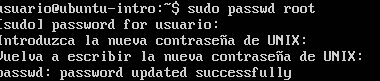 usuario@ubuntu-intro:~$ sudo passwd root
[sudo] password for usuario:
Introduzca la nueva contraseña de UNIX:
Vuelva a escribir la nueva contraseña de UNIX:
passwd: password updated successfully